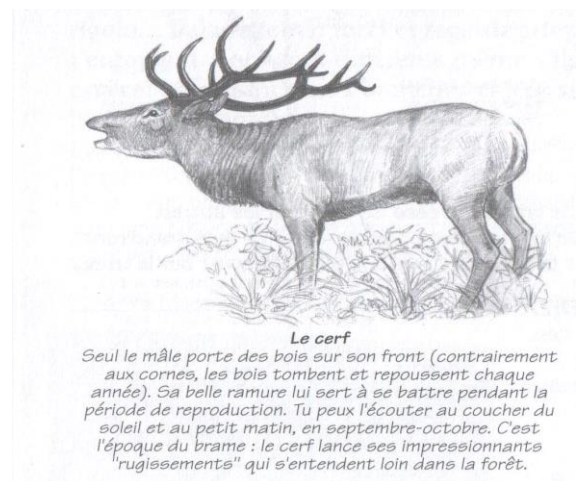 Le cerf
Seul le mâle porte des bois sur son front (contrairement
aux cornes, les bois tombent et repoussent chaque
année). Sa belle ramure lui sert à se battre pendant la
période de reproduction. Tu peux l'écouter au coucher du
soleil et au petit matin, en septembre-octobre. C'est
l'époque du brame : le cerf lance ses impressionnants
"rugissements" qui s'entendent loin dans la forêt.